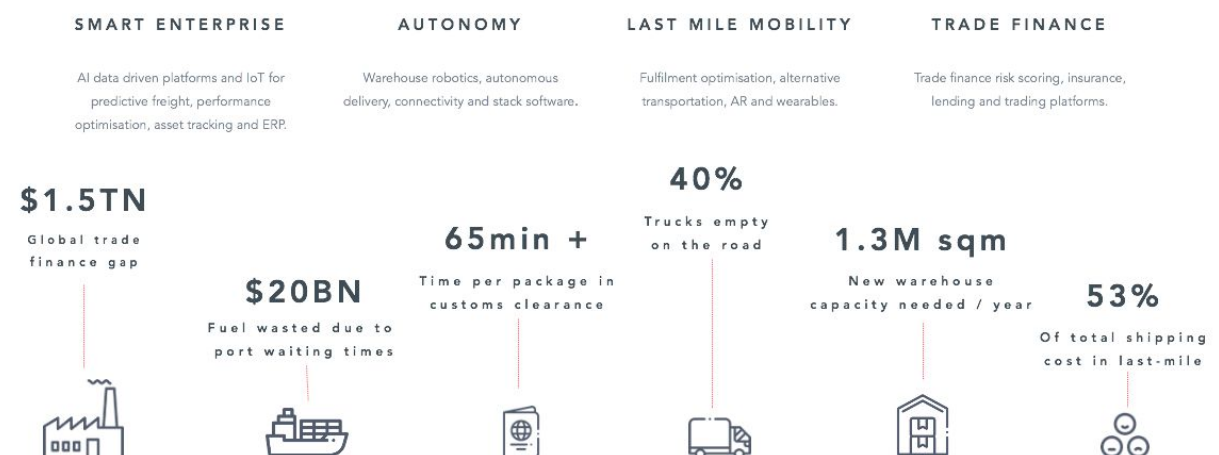 SMART ENTERPRISE
AI data driven platforms and IoT for
predictive freight, performance
optimisation, asset tracking and ERP.
AUTONOMY
Warehouse robotics, autonomous
delivery, connectivity and stack software.
LAST MILE MOBILITY
Fulfilment optimisation, alternative
transportation, AR and wearables.
TRADE FINANCE
Trade finance risk scoring, insurance,
lending and trading platforms.
$1.5TN
Global trade
finance gap
$20BN
Fuel wasted due to
port waiting times
65min +
Time per package in
customs clearance
40%
Trucks empty
on the road
1.3M sqm
New warehouse
capacity needed / year
53%
Of total shipping
cost in last-mile